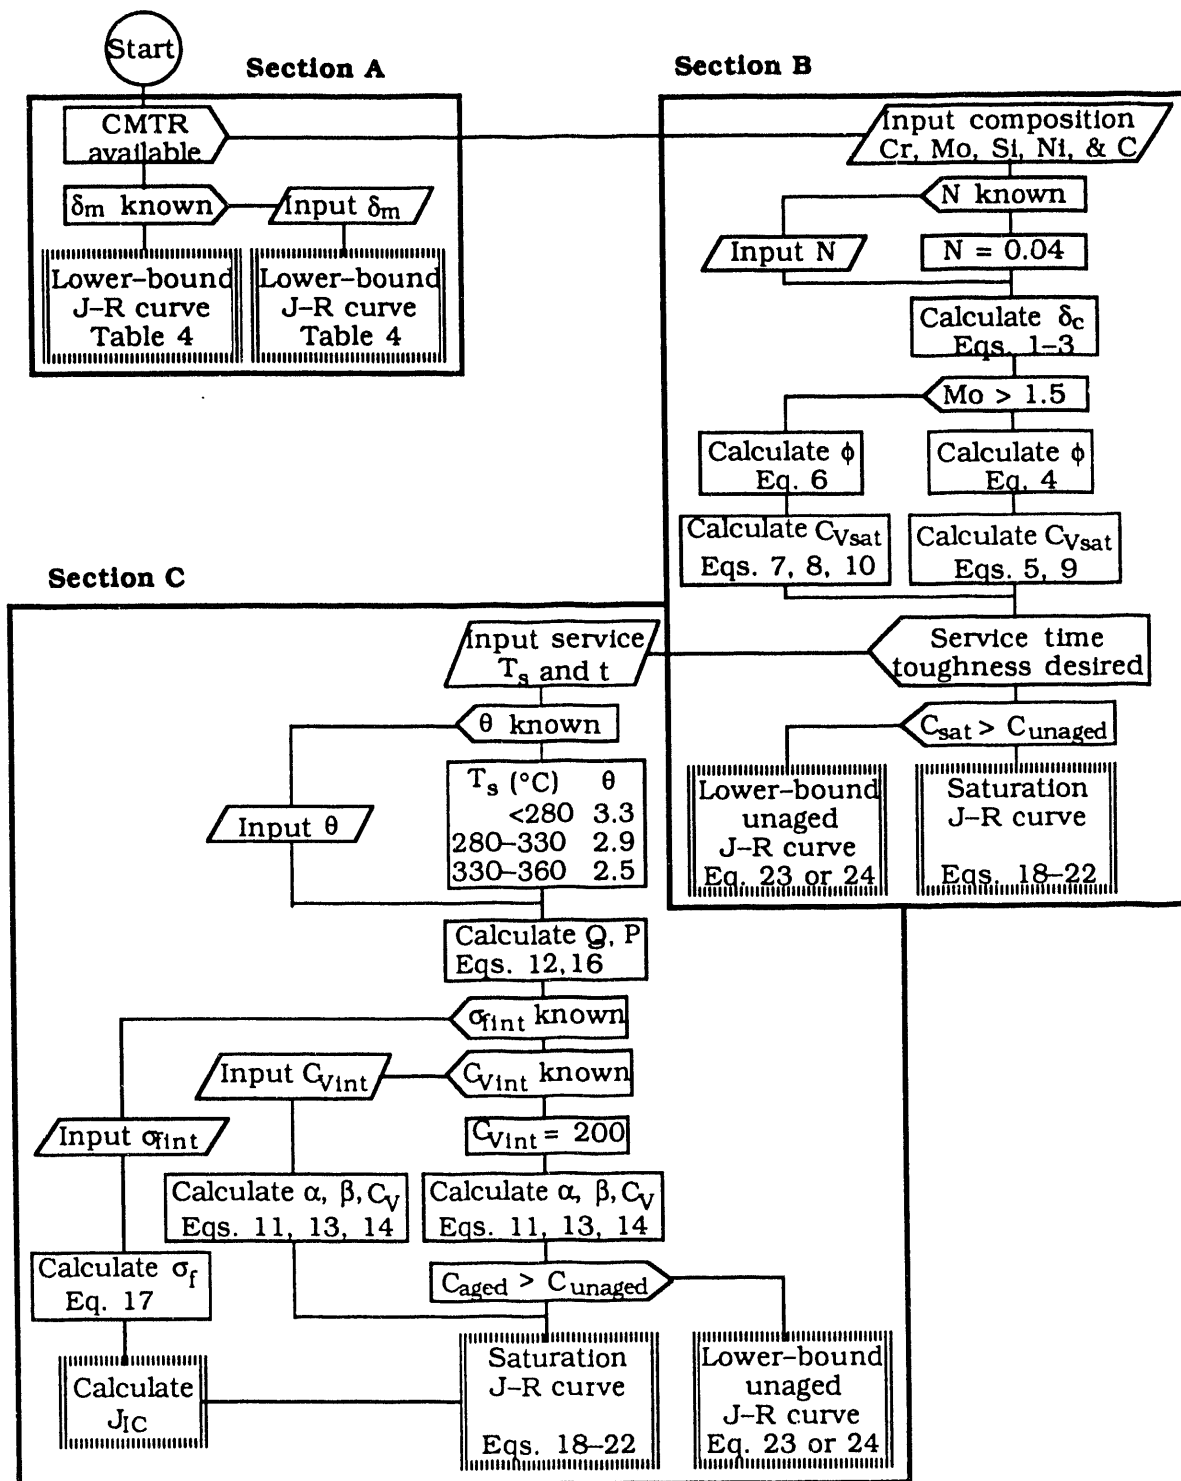 Start
Section A
CMTR
available
δm known
Input δm
Lower–bound
J–R curve
Table 4
Lower–bound
J–R curve
Table 4
Section B
Input composition
Cr, Mo, Si, Ni, & C
N known
Input N
N = 0.04
Calculate δc
Eqs. 1–3
Mo > 1.5
Calculate ϕ
Eq. 6
Calculate ϕ
Eq. 4
Calculate CVsat
Eqs. 7, 8, 10
Calculate CVsat
Eqs. 5, 9
Service time
toughness desired
Csat > Cunaged
Lower–bound
unaged
J–R curve
Eq. 23 or 24
Saturation
J–R curve
Eqs. 18–22
Section C
Input service
Ts and t
θ known
Input θ
Ts (°C) θ
<280 3.3
280–330 2.9
330–360 2.5
Calculate Q, P
Eqs. 12,16
σfint known
Input CVint
CVint known
Input σfint
CVint = 200
Calculate α, β, CV
Eqs. 11, 13, 14
Calculate α, β, CV
Eqs. 11, 13, 14
Calculate σf
Eq. 17
Caged > Cunaged
Calculate
JIC
Saturation
J–R curve
Eqs. 18–22
Lower–bound
unaged
J–R curve
Eq. 23 or 24